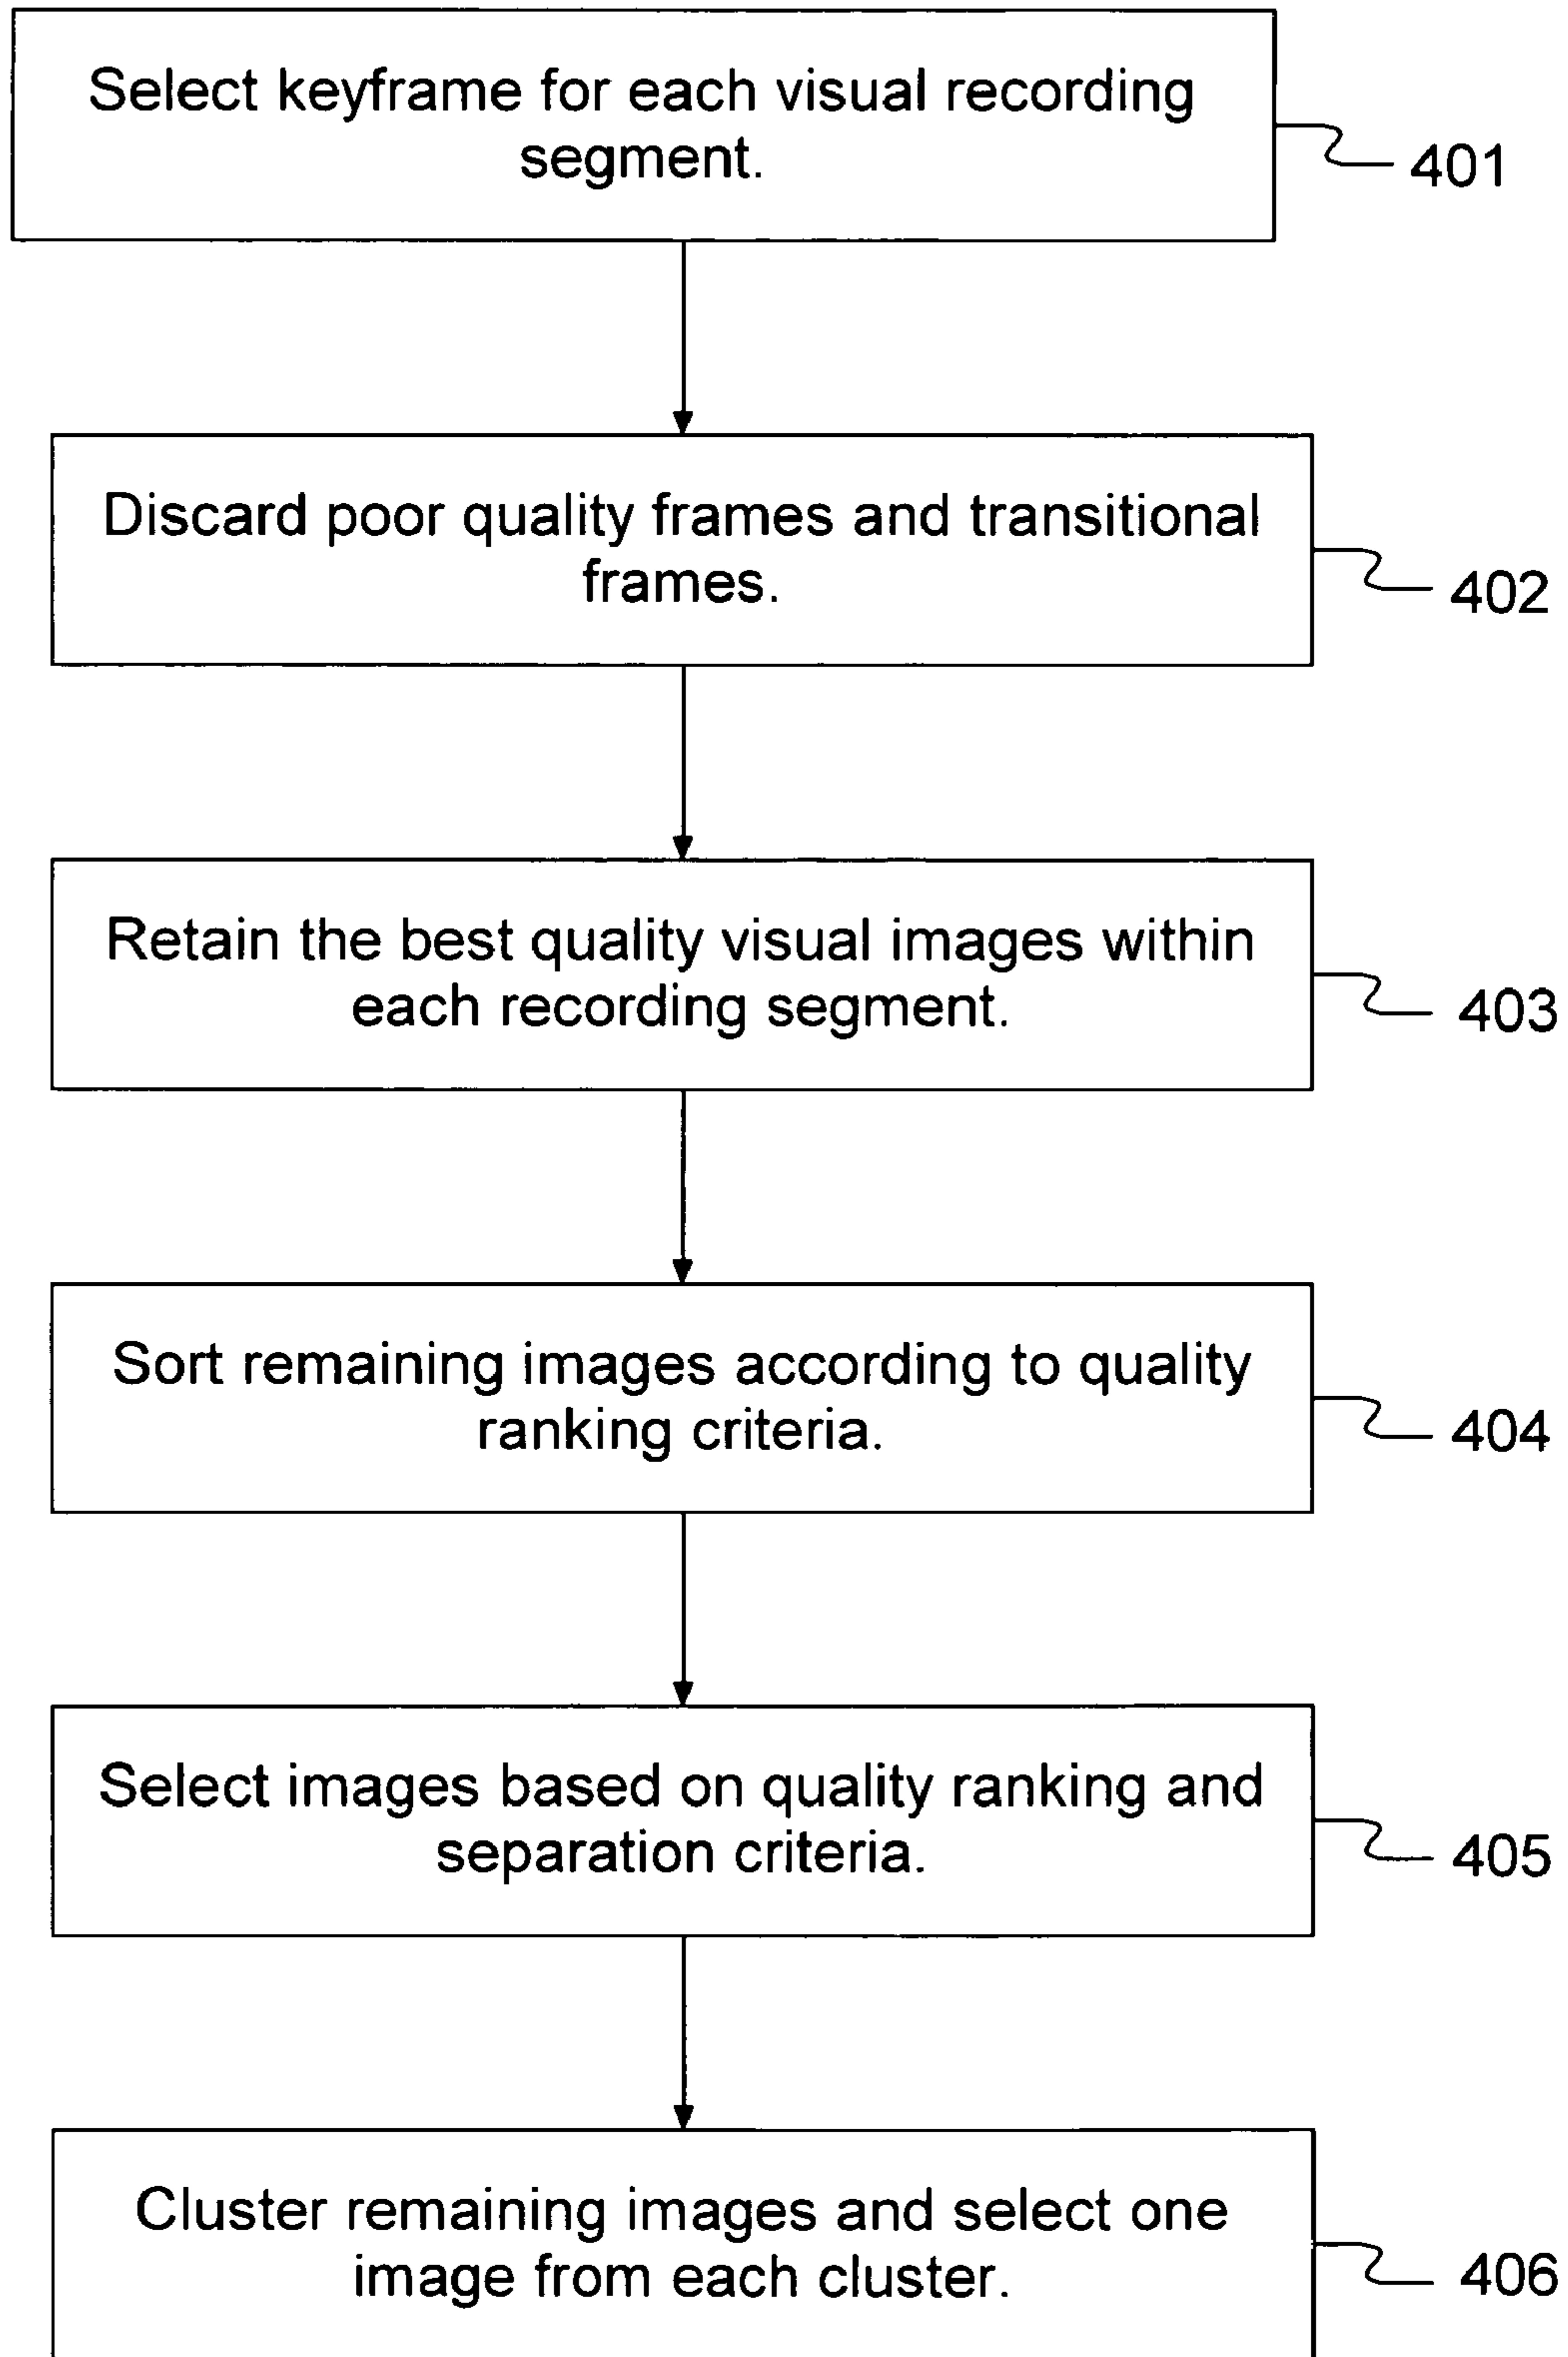 Select keyframe for each visual recording
segment.
401
Discard poor quality frames and transitional
frames.
402
Retain the best quality visual images within
each recording segment.
403
Sort remaining images according to quality
ranking criteria.
404
Select images based on quality ranking and
separation criteria.
405
Cluster remaining images and select one
image from each cluster.
406